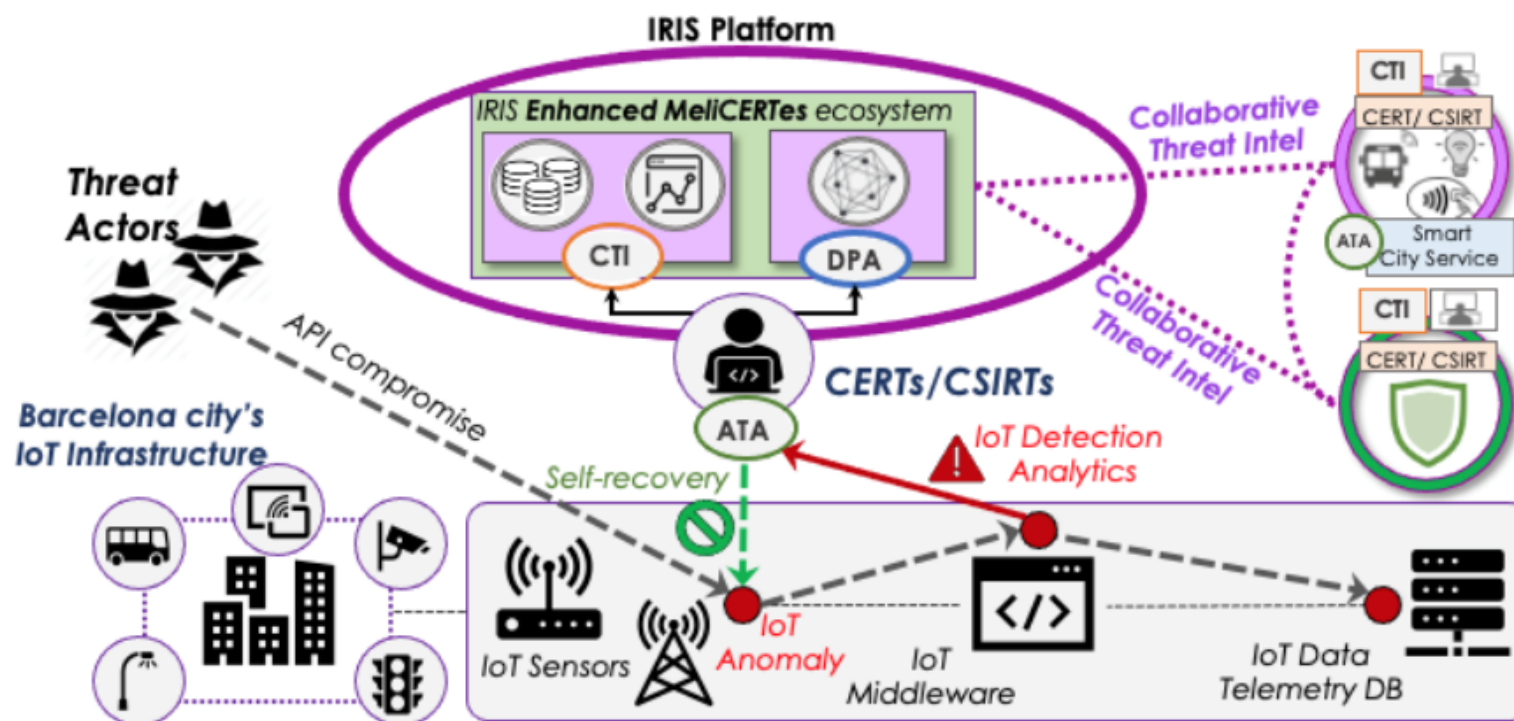 IRIS Platform
IRIS Enhanced MeliCERTes ecosystem
CTI
DPA
Threat
Actors
API compromise
Barcelona city's
IoT Infrastructure
CERTs/CSIRTs
ATA
Self-recovery
IoT Detection
Analytics
</>
IoT Sensors
IoT
Anomaly
</>
IoT
Middleware
IoT Data
Telemetry DB
Collaborative
Threat Intel
Collaborative
Threat Intel
CTI
CERT/ CSIRT
ATA
Smart
City Service
CTI
CERT/ CSIRT